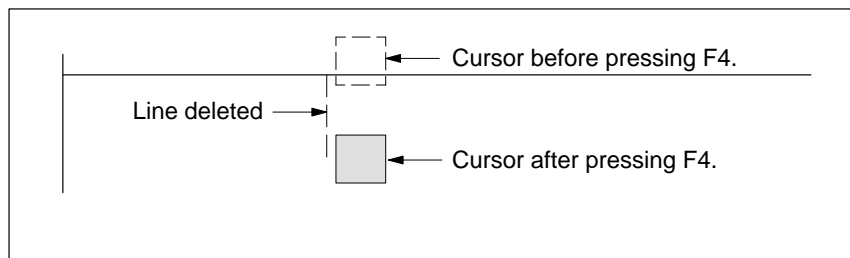 Cursor before pressing F4.
Line deleted
Cursor after pressing F4.